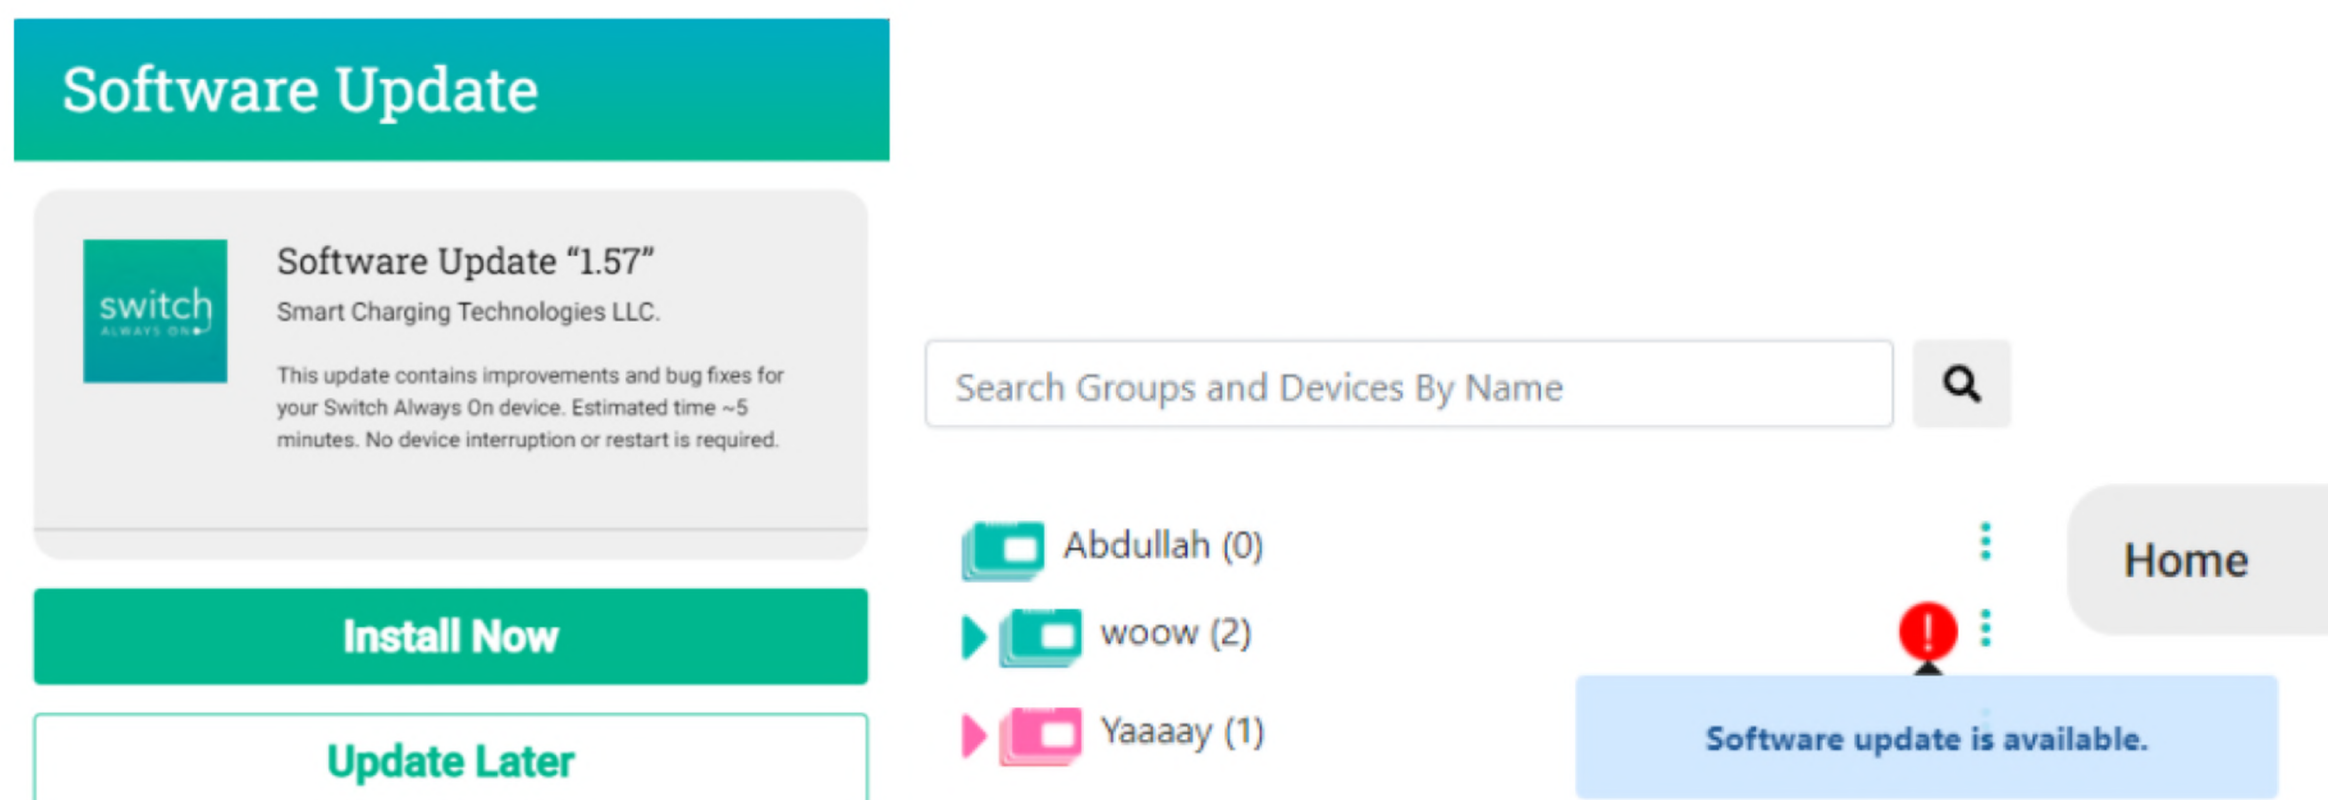 Software Update
switch
ALWAYS ON
Software Update “1.57”
Smart Charging Technologies LLC.
This update contains improvements and bug fixes for
your Switch Always On device. Estimated time ~5
minutes. No device interruption or restart is required.
Install Now
Update Later
Search Groups and Devices By Name
Abdullah (0)
woow (2)
Yaaaay (1)
Home
Software update is available.